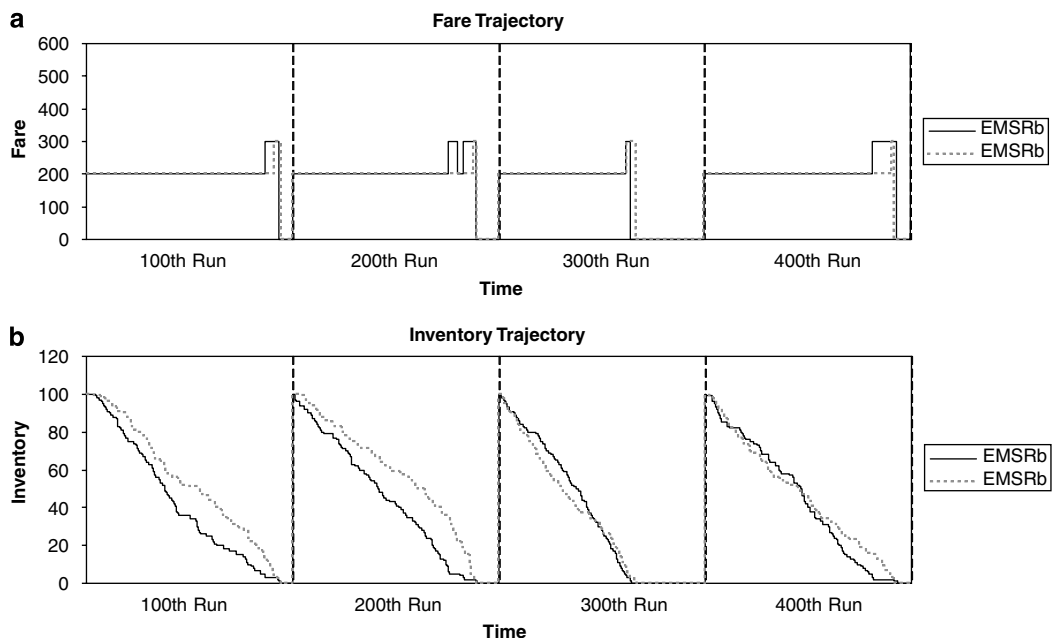 a
Fare Trajectory
600
500
400
300
200
100
0
Fare
100th Run 200th Run 300th Run 400th Run
Time
EMSRb
EMSRb
b
Inventory Trajectory
120
100
80
60
40
20
0
Inventory
100th Run 200th Run 300th Run 400th Run
Time
EMSRb
EMSRb